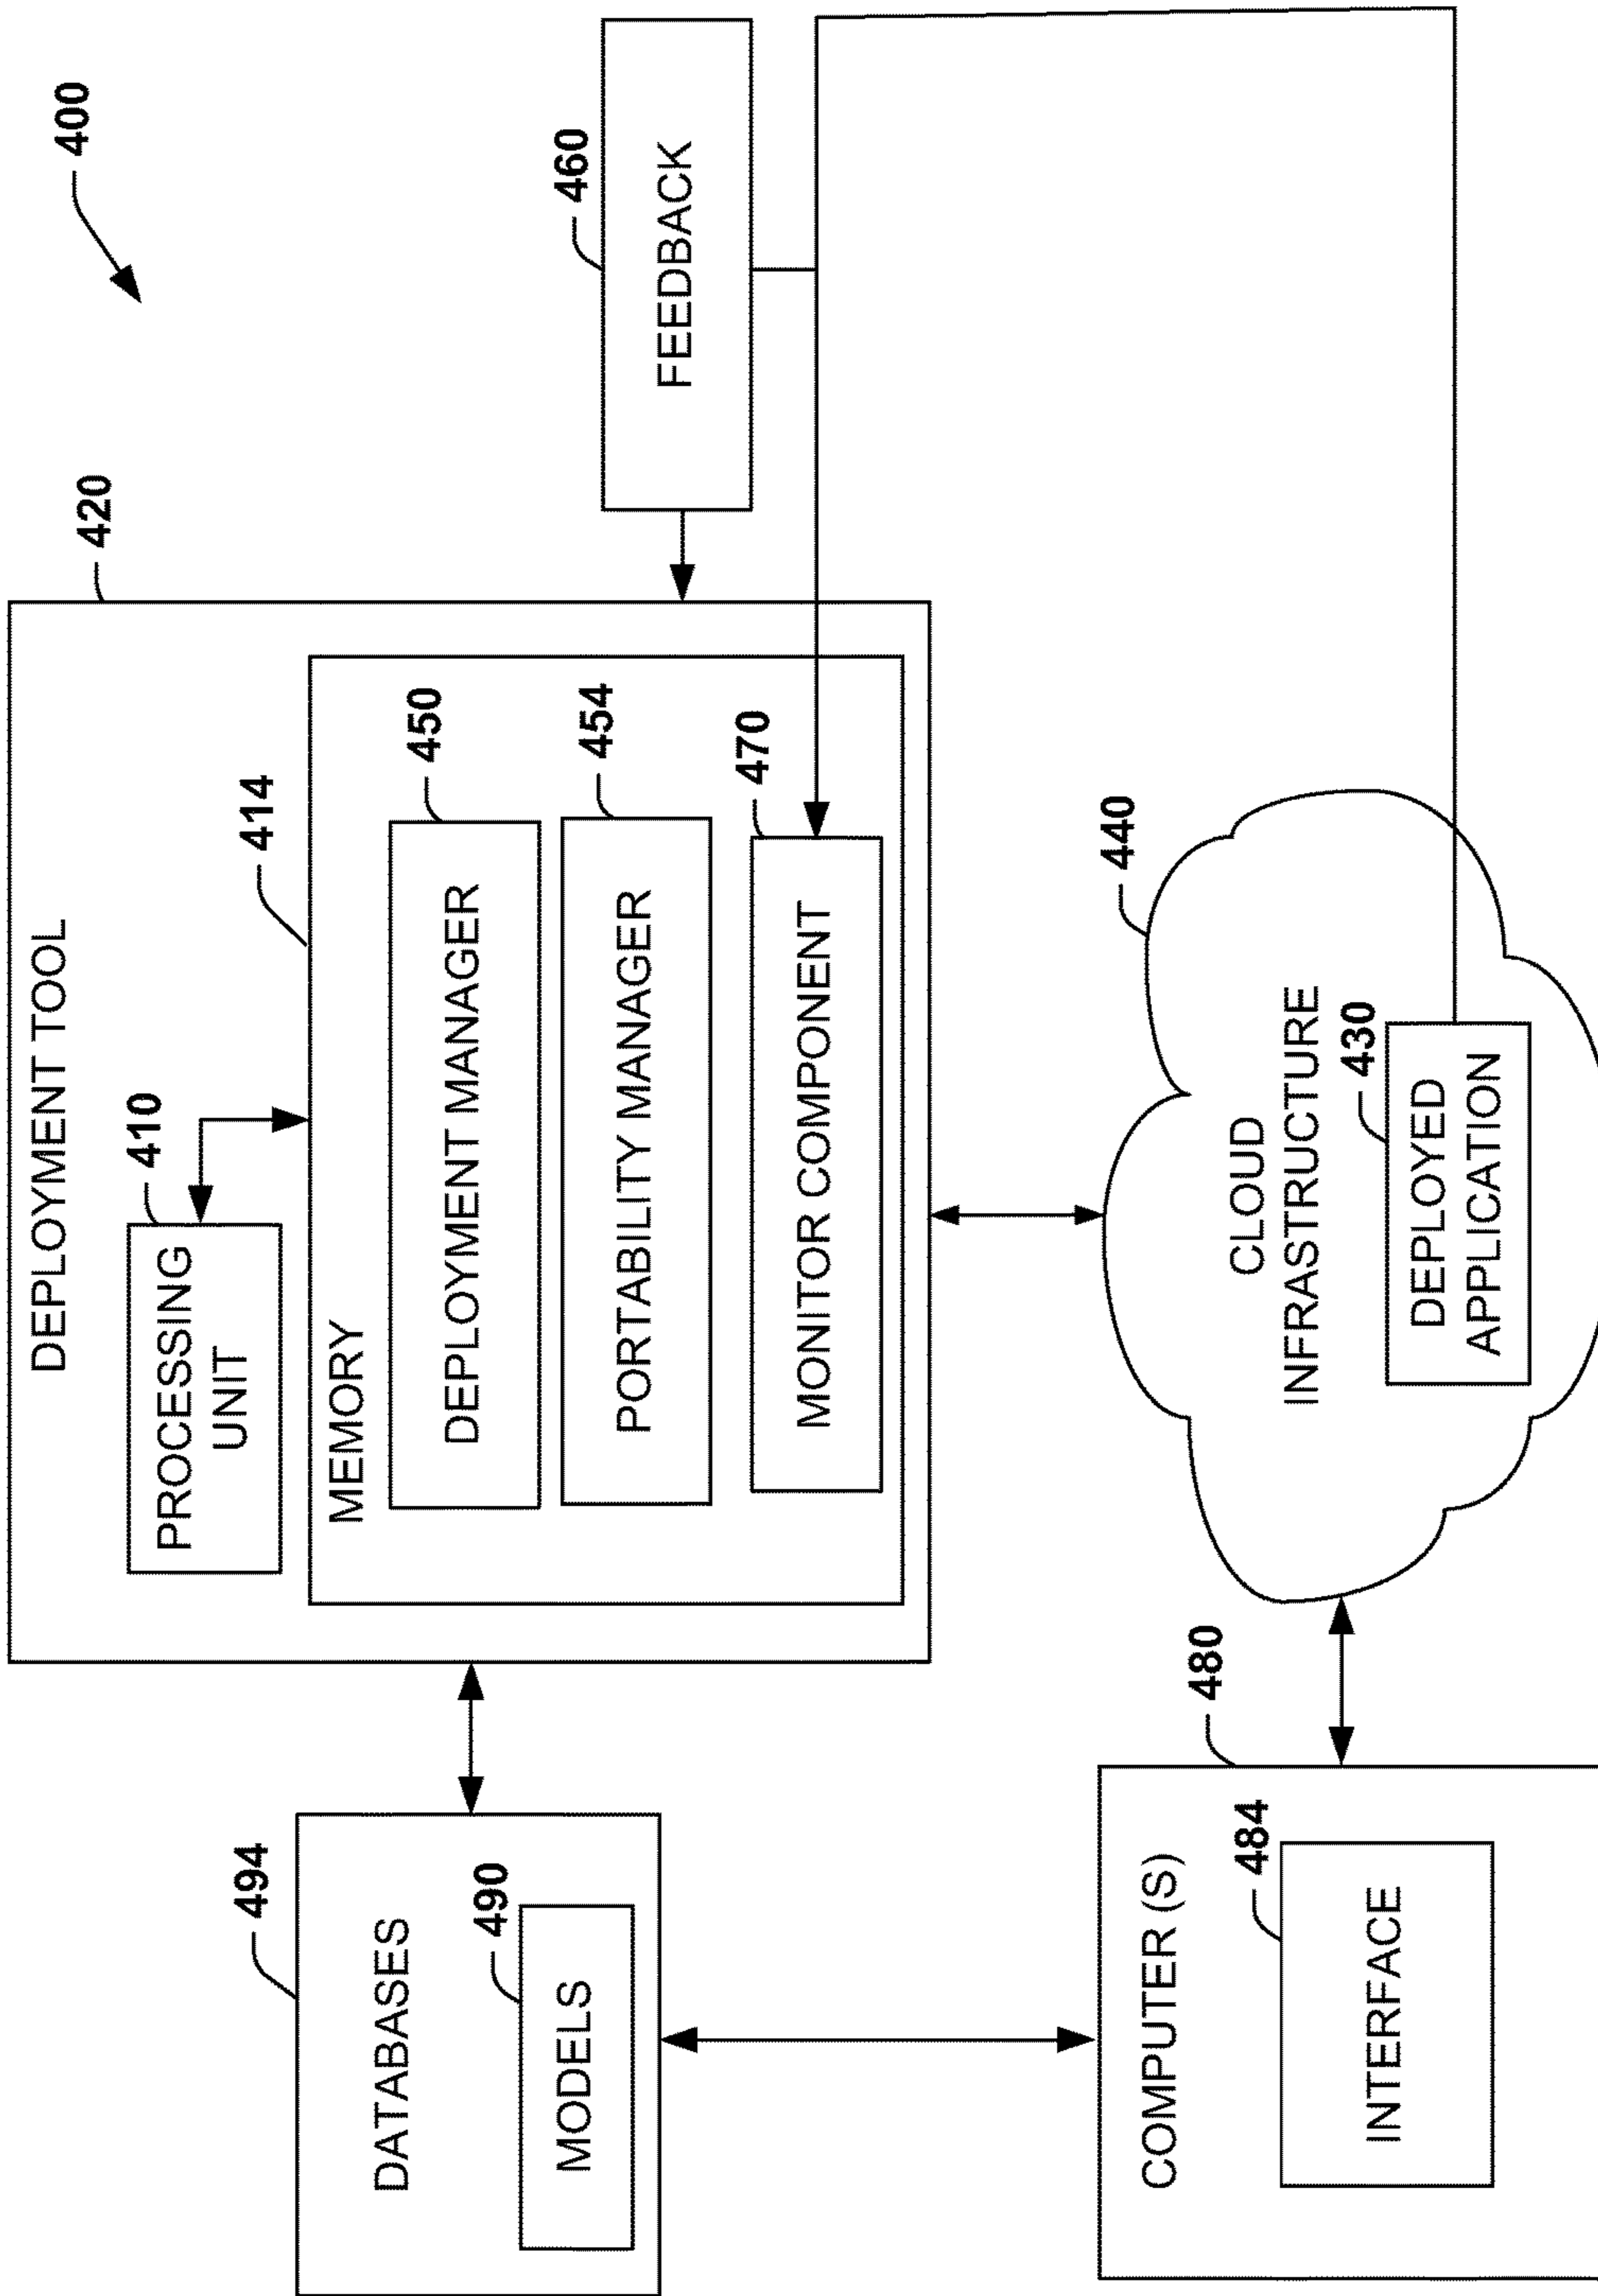 400
DEPLOYMENT TOOL
420
PROCESSING
UNIT
410
414
MEMORY
494
DATABASES
490
MODELS
DEPLOYMENT MANAGER
450
PORTABILITY MANAGER
454
MONITOR COMPONENT
470
460
FEEDBACK
480
COMPUTER (S)
484
INTERFACE
440
CLOUD
INFRASTRUCTURE
430
DEPLOYED
APPLICATION